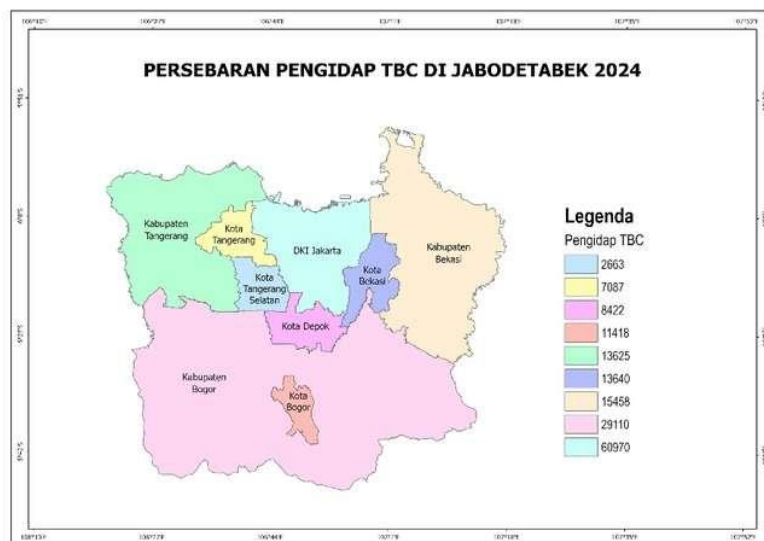 PERSEBARAN PENGIDAP TBC DI JABODETABEK 2024
Kabupaten
Tangerang
Kota
Tangerang
DKI Jakarta
Kabupaten
Bekasi
Kota
Bekasi
Kota
Tangerang
Selatan
Kota Depok
Kabupaten
Bogor
Kota
Bogor
Legenda
Pengidap TBC
2663
7087
8422
11418
13625
13640
15458
29110
60970